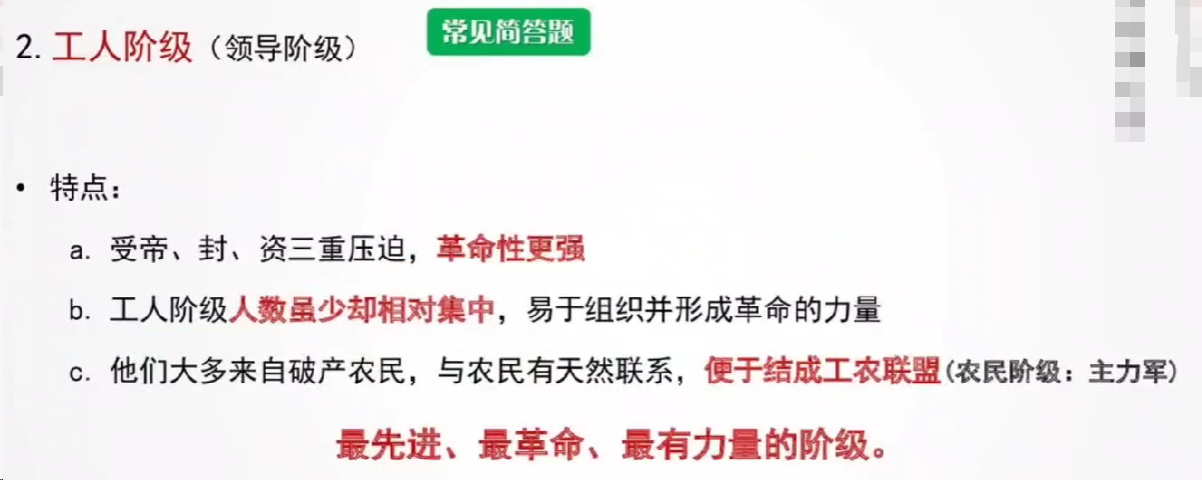 2. 工人阶级（领导阶级） 常见简答题
• 特点：
a. 受帝、封、资三重压迫，革命性更强
b. 工人阶级人数虽少却相对集中，易于组织并形成革命的力量
c. 他们大多来自破产农民，与农民有天然联系，便于结成工农联盟(农民阶级：主力军)
最先进、最革命、最有力量的阶级。